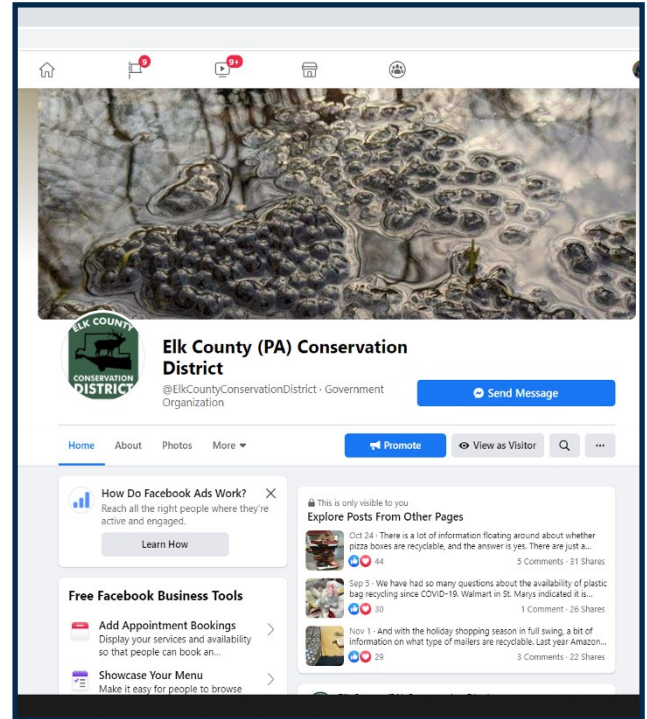 9
9+
ELK COUNTY
CONSERVATION
DISTRICT
Elk County (PA) Conservation
District
@ElkCountyConservationDistrict · Government
Organization
Send Message
Home About Photos More
Promote View as Visitor ...
How Do Facebook Ads Work?
Reach all the right people where they're
active and engaged.
Learn How
Free Facebook Business Tools
Add Appointment Bookings
Display your services and availability
so that people can book an...
Showcase Your Menu
Make it easy for people to browse
This is only visible to you
Explore Posts From Other Pages
Oct 24 · There is a lot of information floating around about whether
pizza boxes are recyclable, and the answer is yes. There are just a...
44 5 Comments · 31 Shares
Sep 5 · We have had so many questions about the availability of plastic
bag recycling since COVID-19. Walmart in St. Marys indicated it is...
30 1 Comment · 26 Shares
Nov 1 · And with the holiday shopping season in full swing, a bit of
information on what type of mailers are recyclable. Last year Amazon...
29 3 Comments · 22 Shares